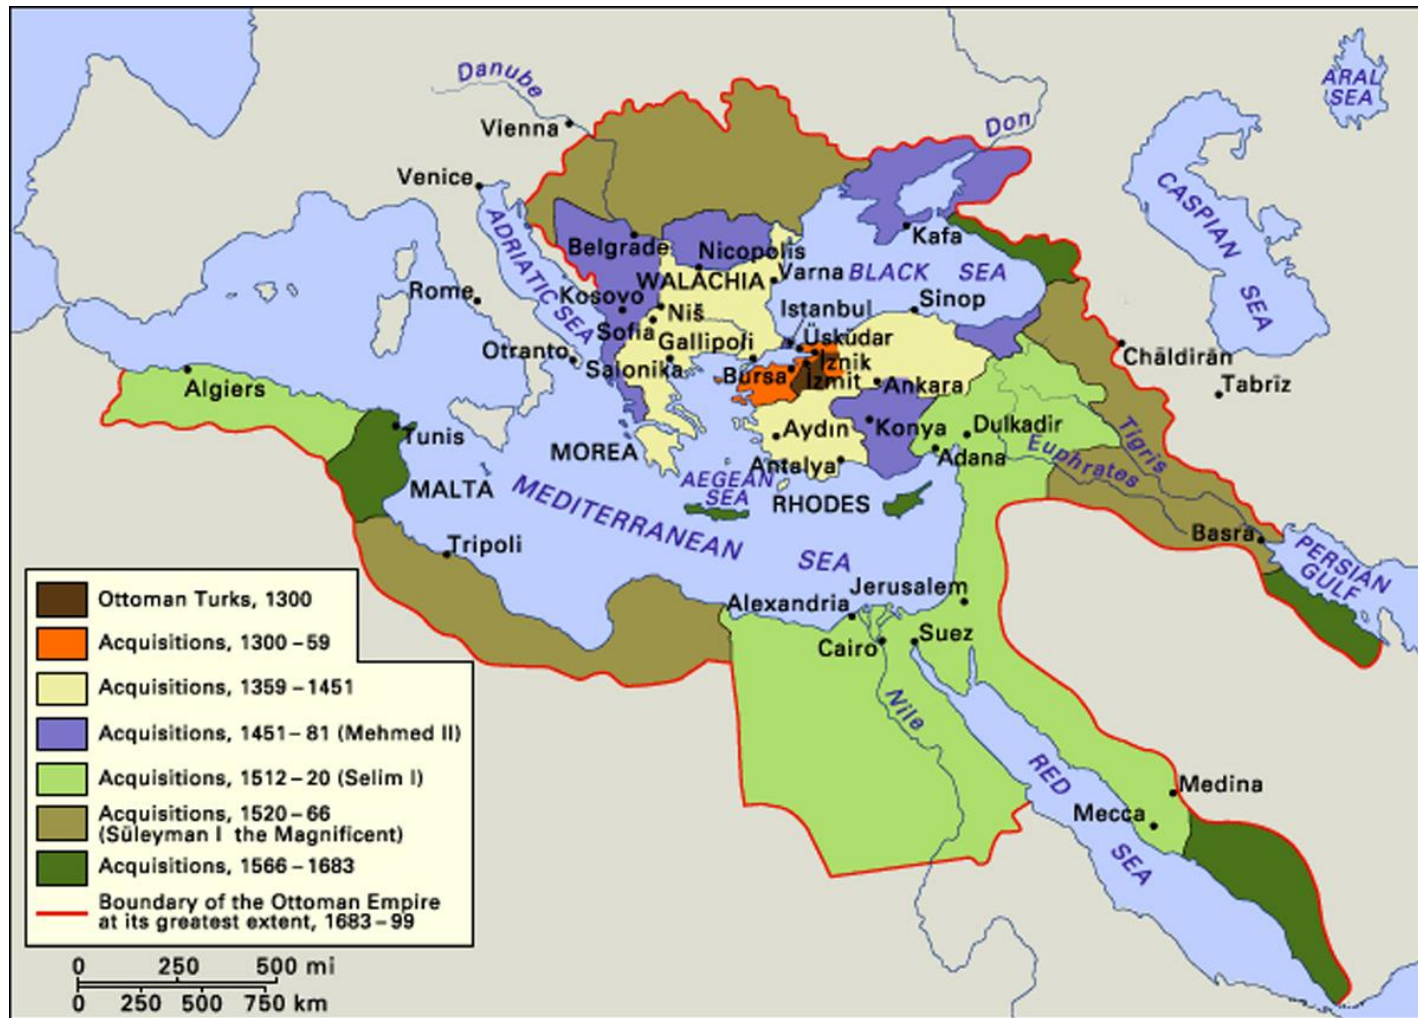 ARAL
SEA
Danube
Don
Vienna
Venice
CASPIAN
SEA
ADRIATIC SEA
Belgrade
Nicopolis
Kafa
WALACHIA
Varna
BLACK SEA
Rome
Kosovo
Niš
Istanbul
Sinop
Sofia
Gallipoli
Üsküdar
Otranto
Salonika
Bursa
İznik
İzmit
Ankara
Chāldirān
Tabrīz
Algiers
Tunis
Aydın
Konya
Dulkadir
Tigris
MOREA
Antalya
Adana
Euphrates
MALTA
MEDITERRANEAN SEA
AEGEAN
SEA
RHODES
Basra
PERSIAN
GULF
Tripoli
Jerusalem
Alexandria
Cairo
Suez
Nile
RED
SEA
Medina
Mecca
Ottoman Turks, 1300
Acquisitions, 1300–59
Acquisitions, 1359–1451
Acquisitions, 1451–81 (Mehmed II)
Acquisitions, 1512–20 (Selim I)
Acquisitions, 1520–66
(Süleyman I the Magnificent)
Acquisitions, 1566–1683
Boundary of the Ottoman Empire
at its greatest extent, 1683–99
0 250 500 mi
0 250 500 750 km